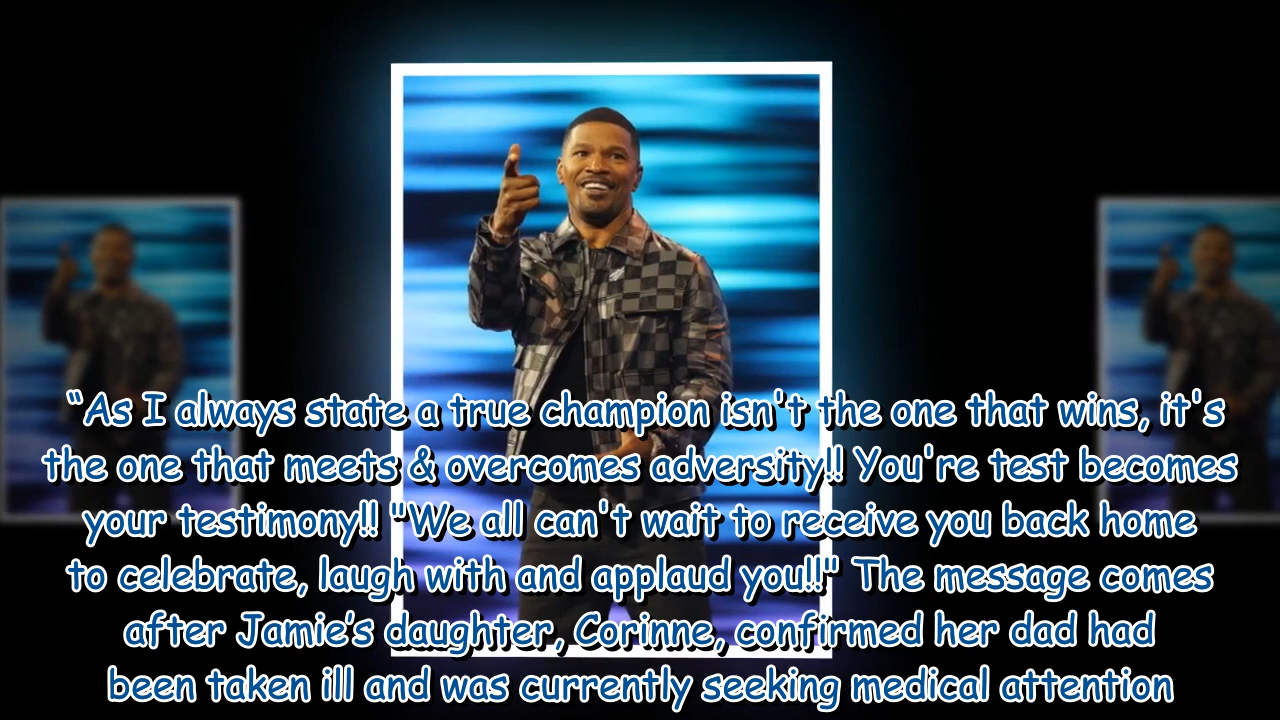 “As I always state a true champion isn't the one that wins, it's
the one that meets & overcomes adversity!! You're test becomes
your testimony!! "We all can't wait to receive you back home
to celebrate, laugh with and applaud you!!" The message comes
after Jamie’s daughter, Corinne, confirmed her dad had
been taken ill and was currently seeking medical attention